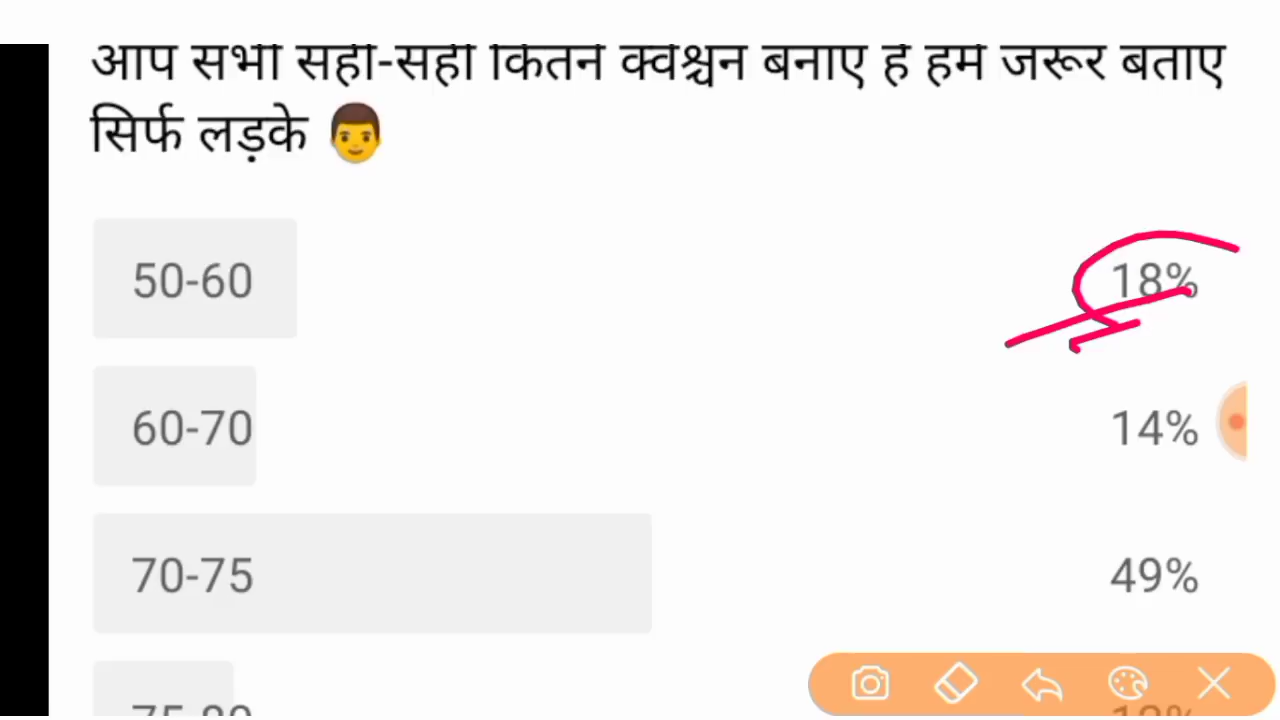 आप सभी सही-सही कितने क्वेश्चन बनाए हैं हमें जरूर बताएं
सिर्फ लड़के 👨
50-60 18%
60-70 14%
70-75 49%